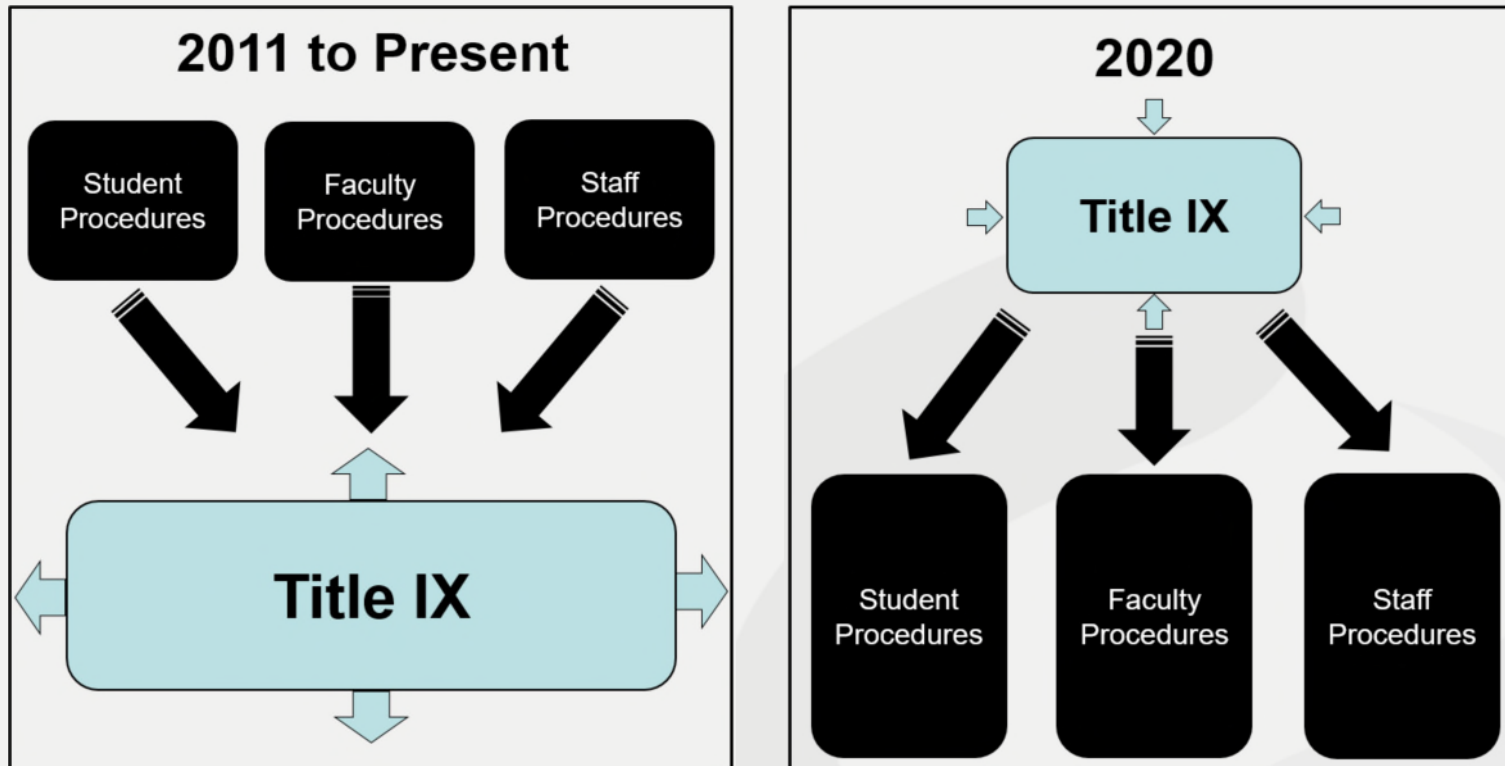 2011 to Present
Student
Procedures
Faculty
Procedures
Staff
Procedures
Title IX
2020
Title IX
Student
Procedures
Faculty
Procedures
Staff
Procedures